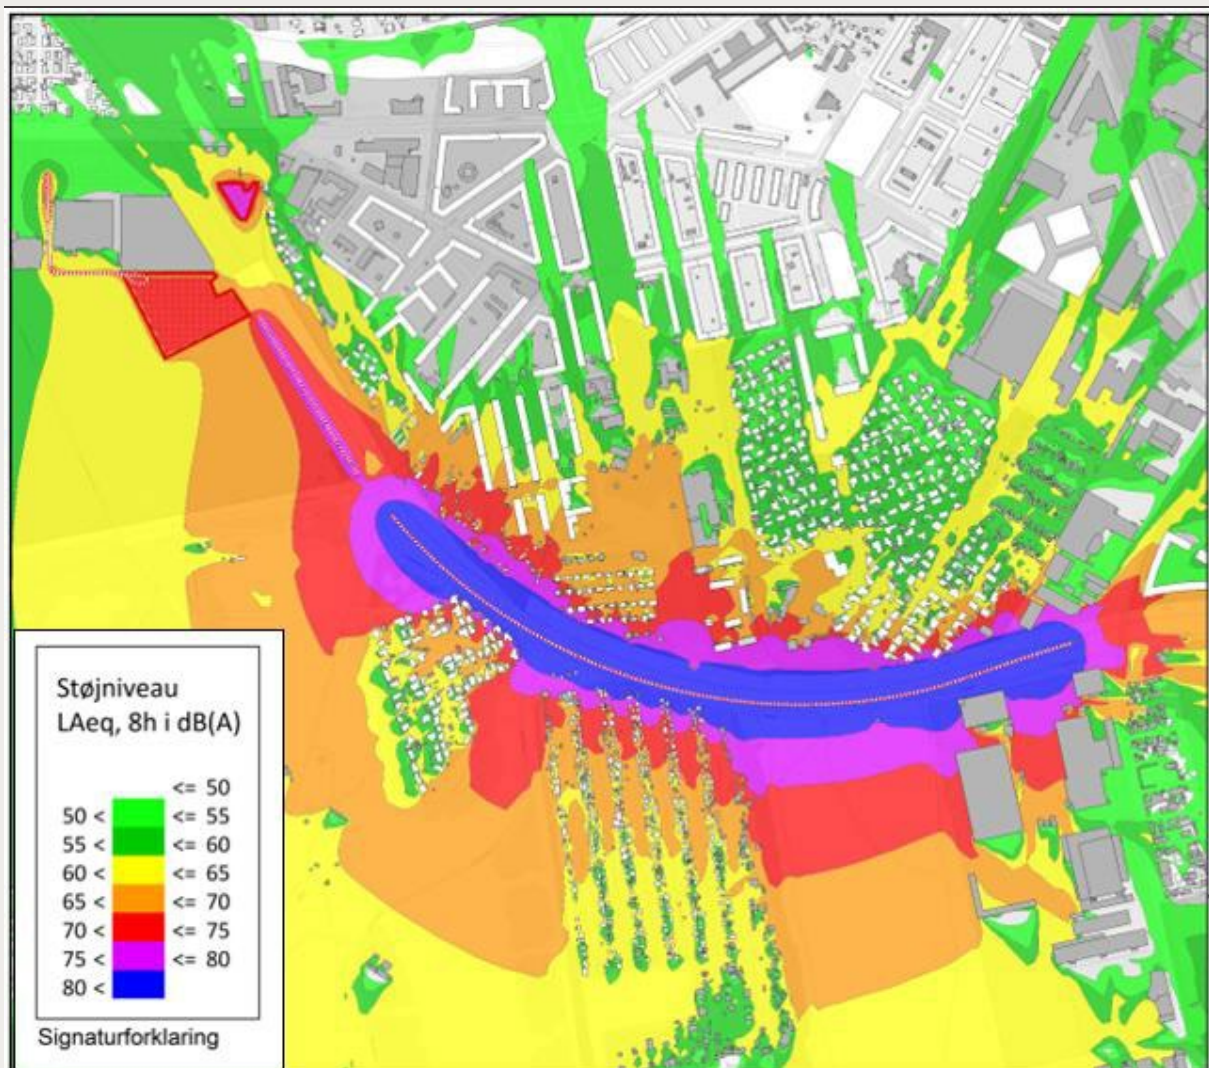 Støjniveau
LAeq, 8h i dB(A)
<= 50
50 < <= 55
55 < <= 60
60 < <= 65
65 < <= 70
70 < <= 75
75 < <= 80
80 <
Signaturforklaring